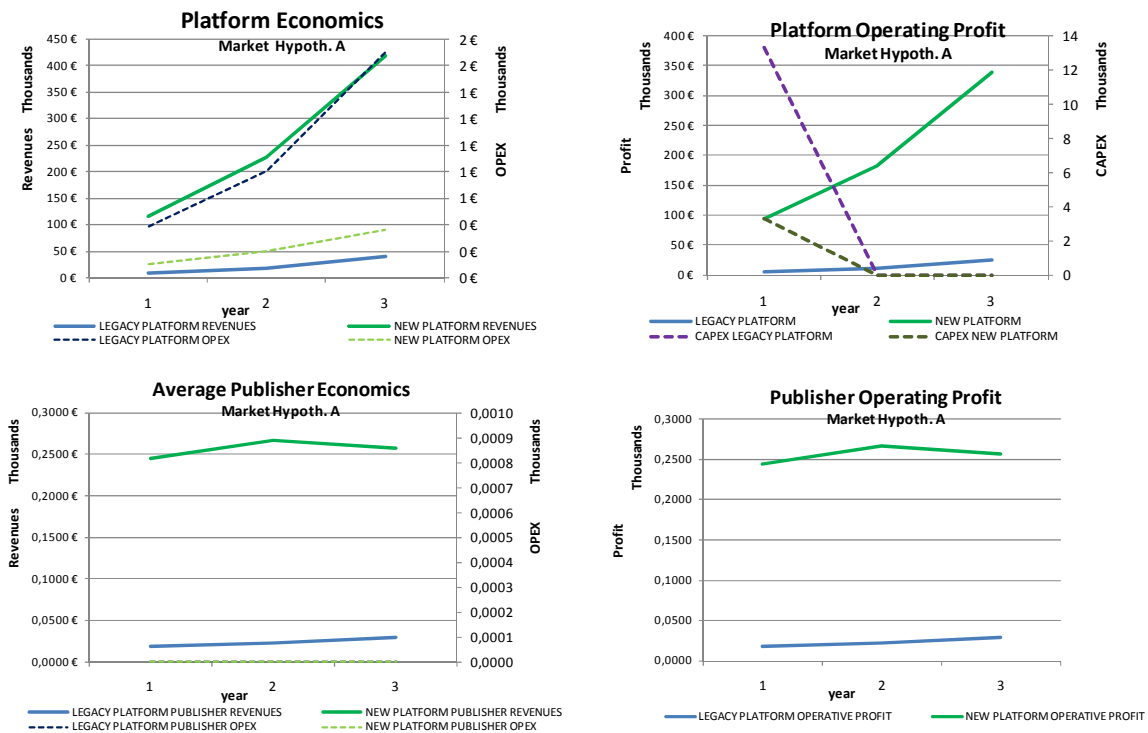 Platform Economics
Market Hypoth. A
Thousands
Revenues
450 €
400 €
350 €
300 €
250 €
200 €
150 €
100 €
50 €
0 €
2 €
2 €
1 €
1 €
1 €
1 €
1 €
0 €
0 €
0 €
Thousands
OPEX
1 2 3
year
LEGACY PLATFORM REVENUES NEW PLATFORM REVENUES
LEGACY PLATFORM OPEX NEW PLATFORM OPEX
Platform Operating Profit
Market Hypoth. A
Thousands
Profit
400 €
350 €
300 €
250 €
200 €
150 €
100 €
50 €
0 €
14
12
10
8
6
4
2
0
Thousands
CAPEX
1 2 3
year
LEGACY PLATFORM NEW PLATFORM
CAPEX LEGACY PLATFORM CAPEX NEW PLATFORM
Average Publisher Economics
Market Hypoth. A
Thousands
Revenues
0,3000 €
0,2500 €
0,2000 €
0,1500 €
0,1000 €
0,0500 €
0,0000 €
0,0010
0,0009
0,0008
0,0007
0,0006
0,0005
0,0004
0,0003
0,0002
0,0001
0,0000
Thousands
OPEX
1 2 3
year
LEGACY PLATFORM PUBLISHER REVENUES NEW PLATFORM PUBLISHER REVENUES
LEGACY PLATFORM PUBLISHER OPEX NEW PLATFORM PUBLISHER OPEX
Publisher Operating Profit
Market Hypoth. A
Thousands
Profit
0,3000
0,2500
0,2000
0,1500
0,1000
0,0500
0,0000
1 2 3
year
LEGACY PLATFORM OPERATIVE PROFIT NEW PLATFORM OPERATIVE PROFIT